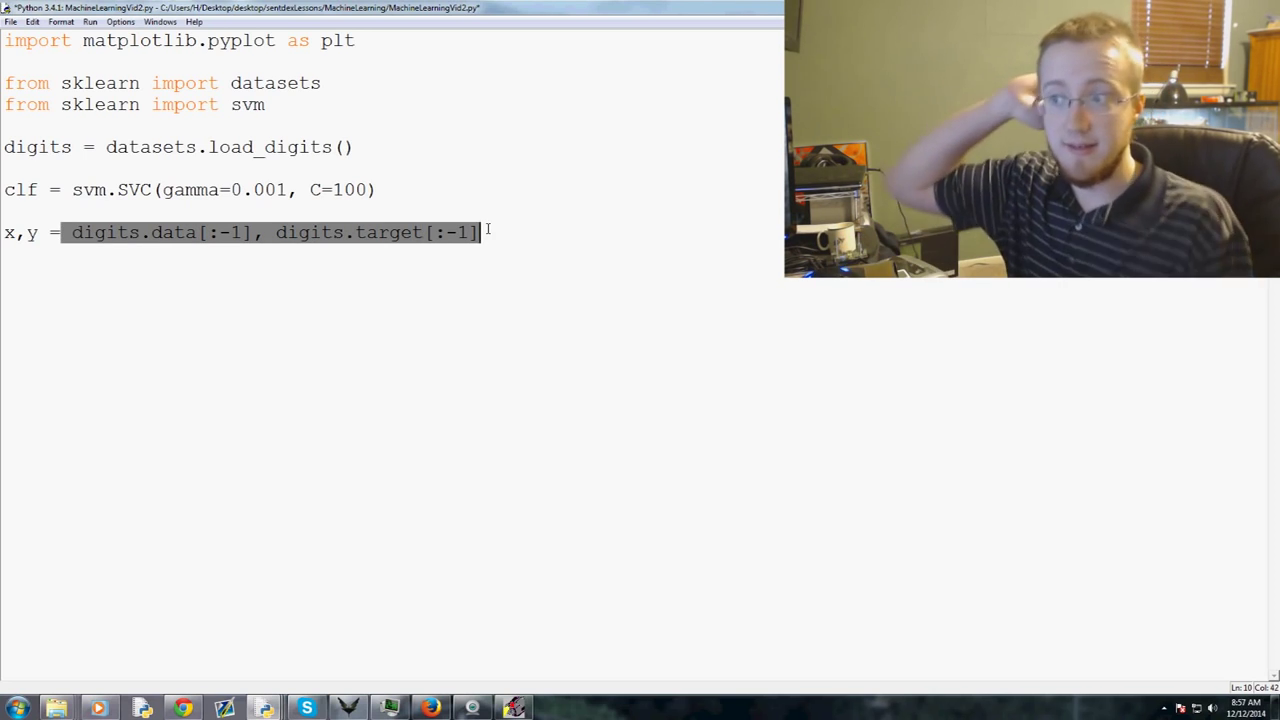 *Python 3.4.1: MachineLearningVid2.py - C:/Users/H/Desktop/desktop/sentdexLessons/MachineLearning/MachineLearningVid2.py*
File Edit Format Run Options Windows Help
import matplotlib.pyplot as plt
from sklearn import datasets
from sklearn import svm
digits = datasets.load_digits()
clf = svm.SVC(gamma=0.001, C=100)
x,y = digits.data[:-1], digits.target[:-1]
Ln: 10 Col: 42
8:57 AM
12/12/2014